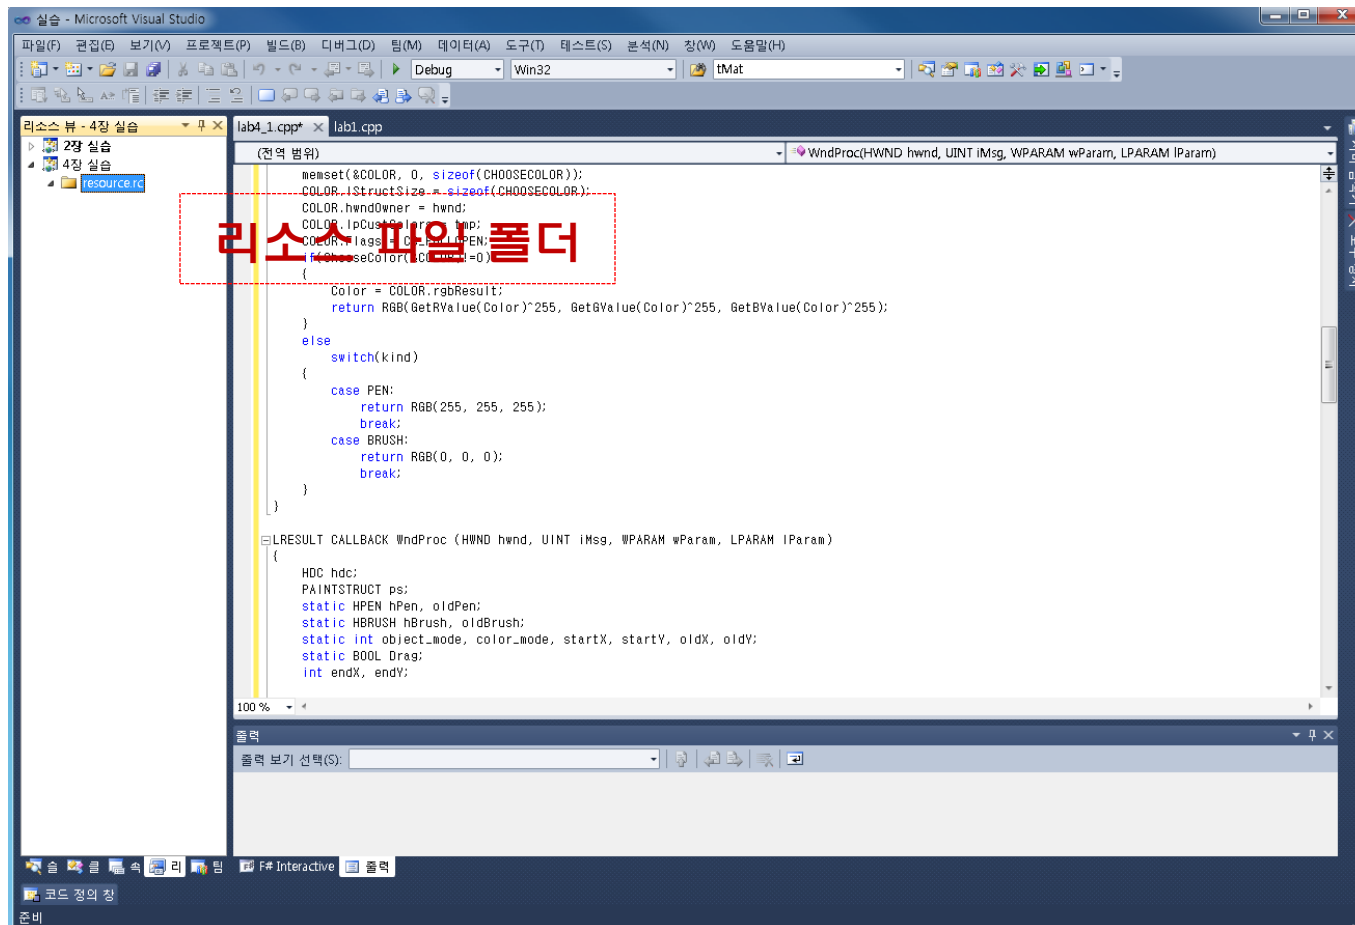 실습 - Microsoft Visual Studio
파일(F) 편집(E) 보기(V) 프로젝트(P) 빌드(B) 디버그(D) 팀(M) 데이터(A) 도구(T) 테스트(S) 분석(N) 창(W) 도움말(H)
Debug Win32 tMat
리소스 뷰 - 4장 실습
2장 실습
4장 실습
resource.rc
lab4_1.cpp* lab1.cpp
(전역 범위) WndProc(HWND hwnd, UINT iMsg, WPARAM wParam, LPARAM lParam)
memset(&COLOR, 0, sizeof(CHOOSECOLOR));
COLOR.lStructSize = sizeof(CHOOSECOLOR);
COLOR.hwndOwner = hwnd;
COLOR.lpCustColors = tmp;
리소스 파일 폴더
{
Color = COLOR.rgbResult;
return RGB(GetRValue(Color)^255, GetGValue(Color)^255, GetBValue(Color)^255);
}
else
switch(kind)
{
case PEN:
return RGB(255, 255, 255);
break;
case BRUSH:
return RGB(0, 0, 0);
break;
}
}
LRESULT CALLBACK WndProc (HWND hwnd, UINT iMsg, WPARAM wParam, LPARAM lParam)
{
HDC hdc;
PAINTSTRUCT ps;
static HPEN hPen, oldPen;
static HBRUSH hBrush, oldBrush;
static int object_mode, color_mode, startX, startY, oldX, oldY;
static BOOL Drag;
int endX, endY;
100 %
출력
출력 보기 선택(S):
슬 클 속 리 팀 F# Interactive 출력
코드 정의 창
준비